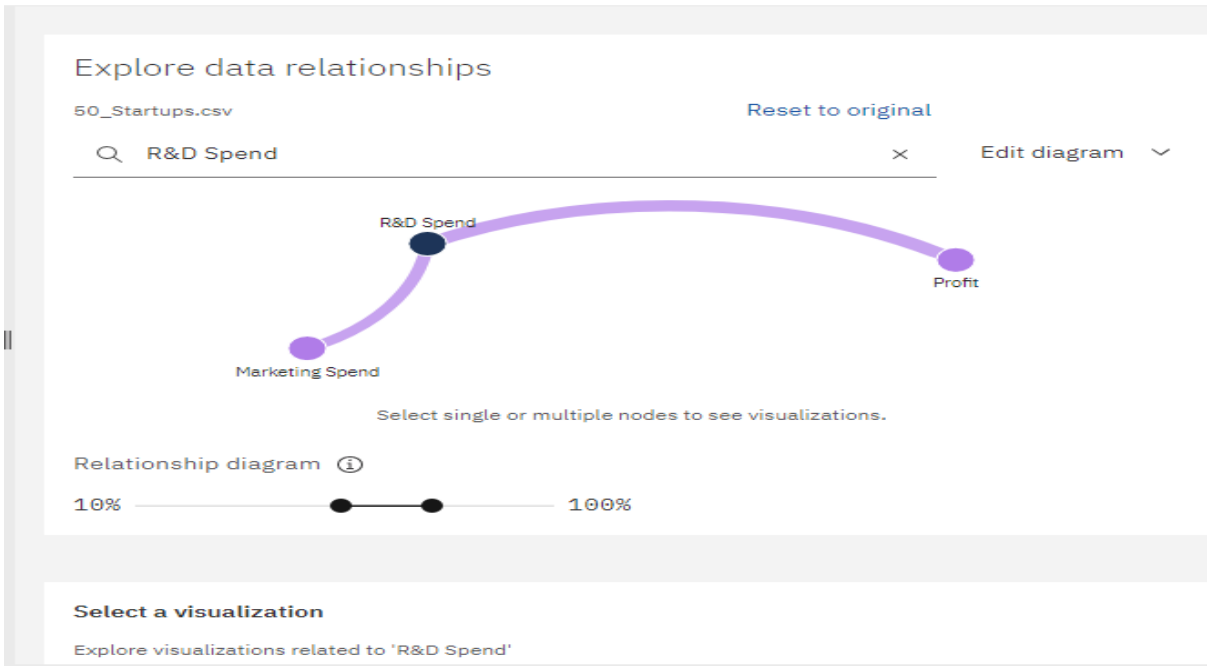 Explore data relationships
50_Startups.csv
Reset to original
R&D Spend
Edit diagram
R&D Spend
Profit
Marketing Spend
Select single or multiple nodes to see visualizations.
Relationship diagram
10%
100%
Select a visualization
Explore visualizations related to 'R&D Spend'